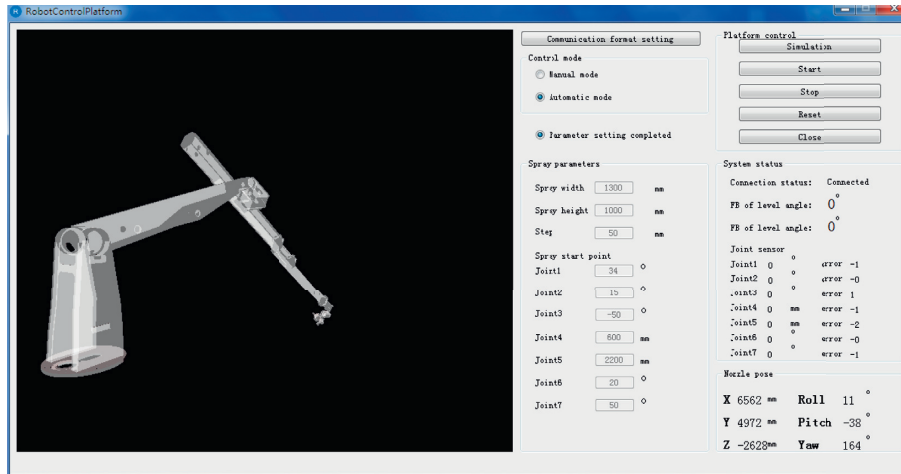 RobotControlPlatform
Communication format setting
Control mode
Manual mode
Automatic mode
Parameter setting completed
Spray parameters
Spray width 1300 mm
Spray height 1000 mm
Step 50 mm
Spray start point
Joint1 34 °
Joint2 15 °
Joint3 -50 °
Joint4 600 mm
Joint5 2200 mm
Joint6 20 °
Joint7 50 °
Platform control
Simulation
Start
Stop
Reset
Close
System status
Connection status: Connected
FB of level angle: 0°
FB of level angle: 0°
Joint sensor
Joint1 0 ° error -1
Joint2 0 ° error -0
Joint3 0 ° error 1
Joint4 0 mm error -1
Joint5 0 mm error -2
Joint6 0 ° error -0
Joint7 0 ° error -1
Nozzle pose
X 6562 mm Roll 11 °
Y 4972 mm Pitch -38 °
Z -2628mm Yaw 164 °